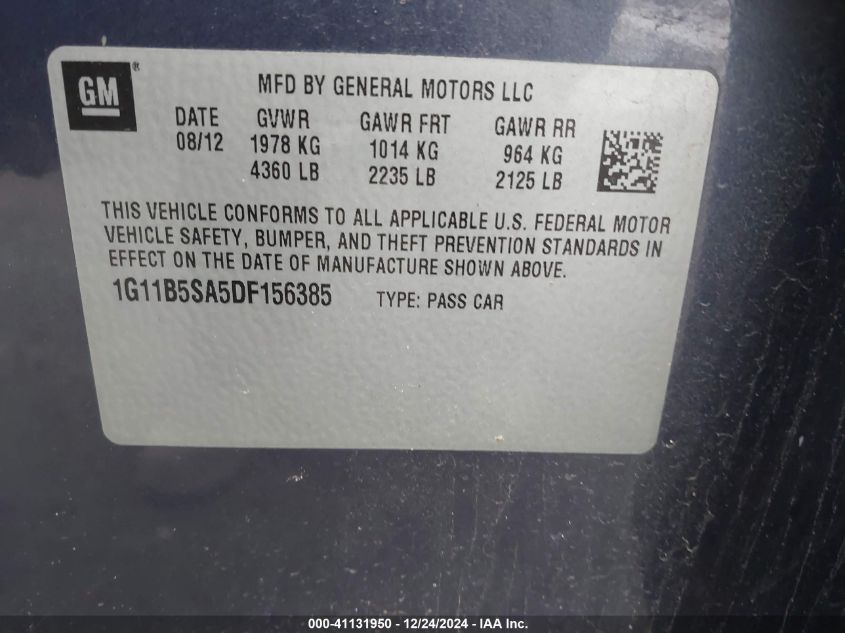 GM ®
MFD BY GENERAL MOTORS LLC
DATE GVWR GAWR FRT GAWR RR
08/12 1978 KG 1014 KG 964 KG
4360 LB 2235 LB 2125 LB
THIS VEHICLE CONFORMS TO ALL APPLICABLE U.S. FEDERAL MOTOR
VEHICLE SAFETY, BUMPER, AND THEFT PREVENTION STANDARDS IN
EFFECT ON THE DATE OF MANUFACTURE SHOWN ABOVE.
1G11B5SA5DF156385 TYPE: PASS CAR
000-41131950 - 12/24/2024 - IAA Inc.